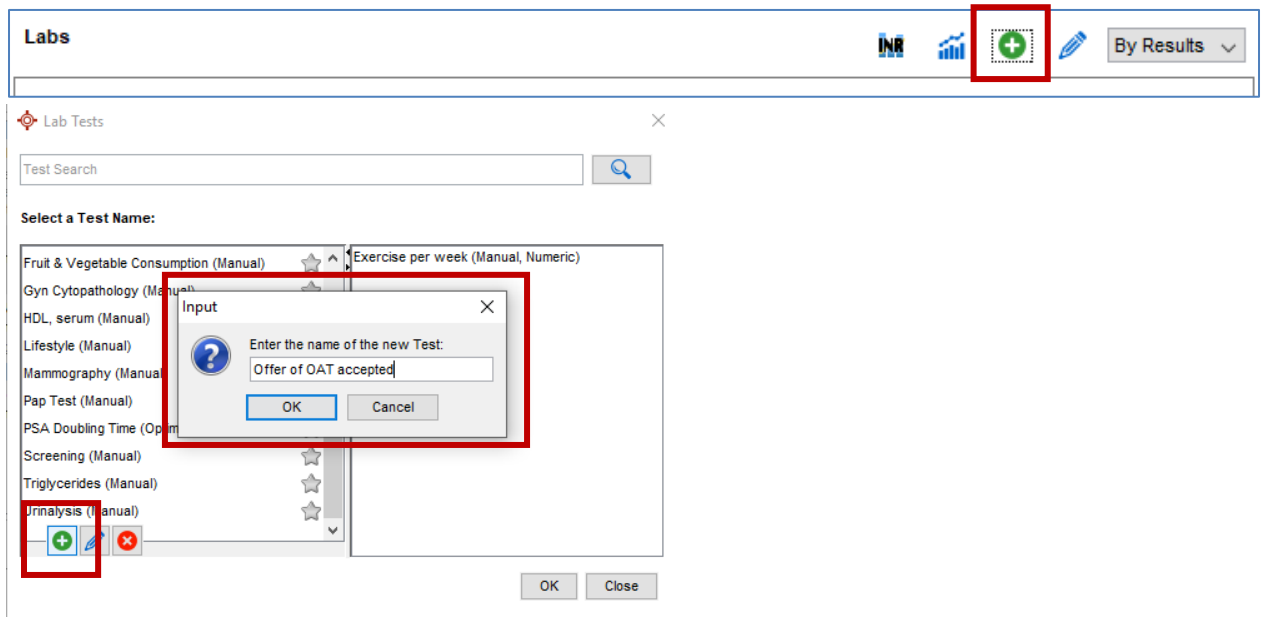 Labs
INR
By Results
Lab Tests
Test Search
Select a Test Name:
Fruit & Vegetable Consumption (Manual)
Exercise per week (Manual, Numeric)
Gyn Cytopathology (Manual)
HDL, serum (Manual)
Lifestyle (Manual)
Mammography (Manual
Pap Test (Manual)
PSA Doubling Time (Optim
Screening (Manual)
Triglycerides (Manual)
Urinalysis (Manual)
Input
Enter the name of the new Test:
Offer of OAT accepted
OK
Cancel
OK
Close